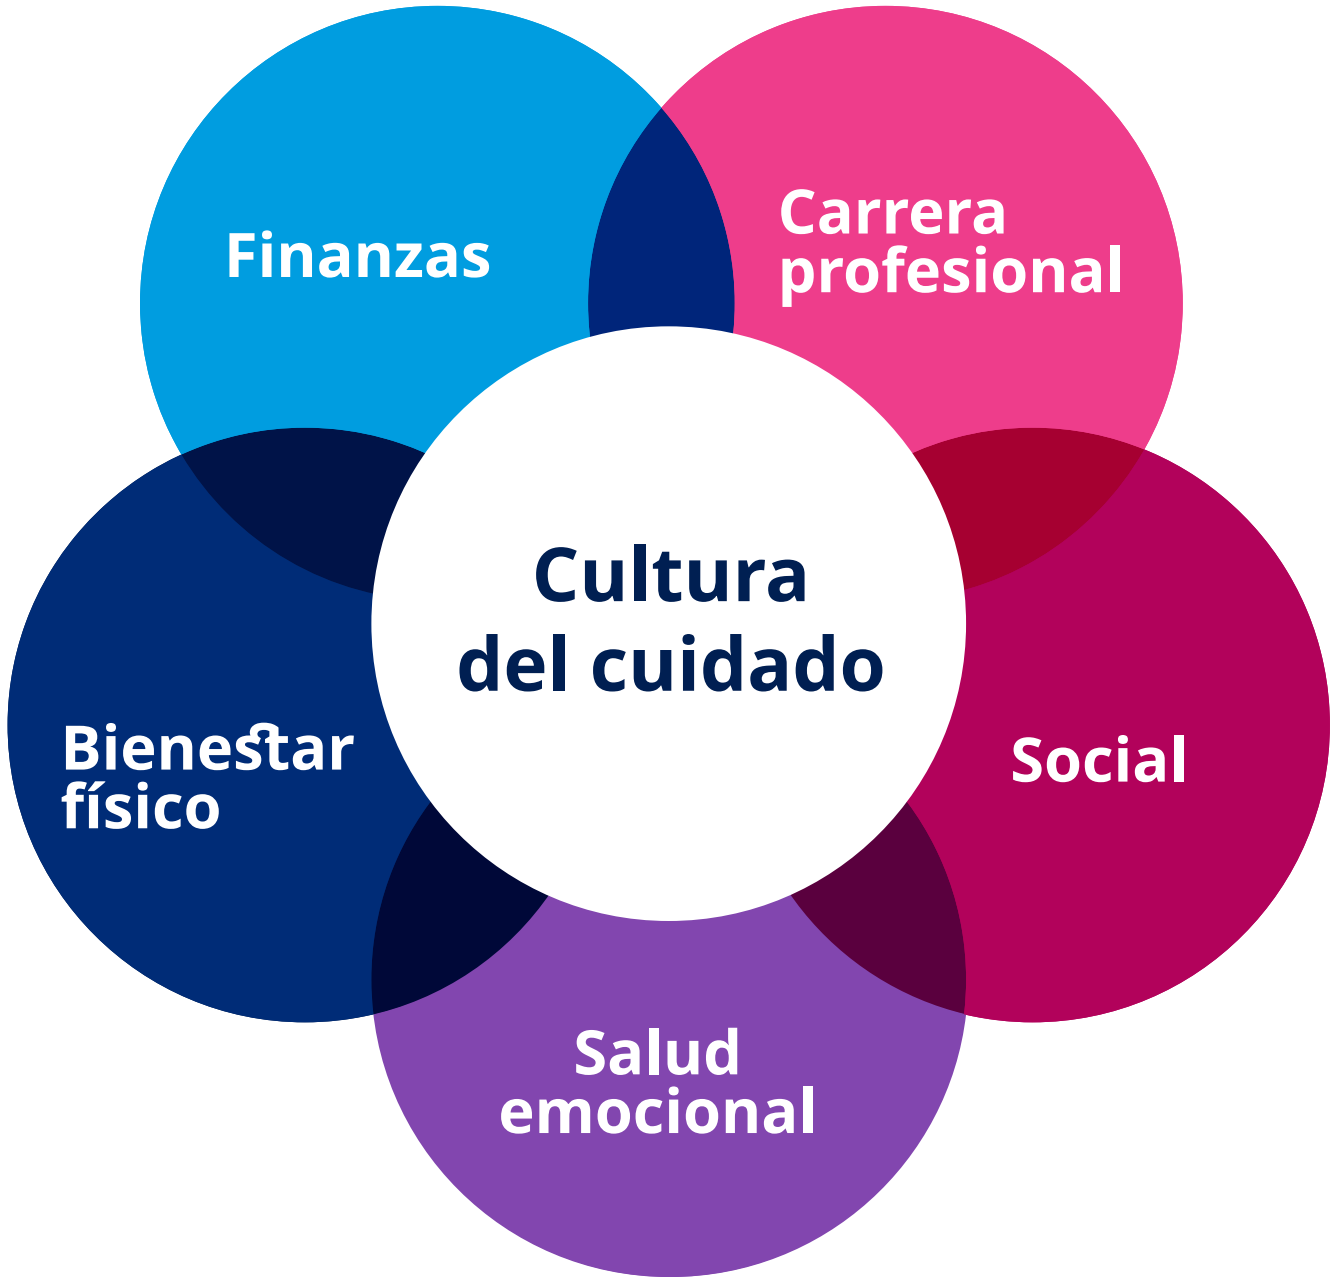 Finanzas
Carrera
profesional
Cultura
del cuidado
Bienestar
físico
Social
Salud
emocional